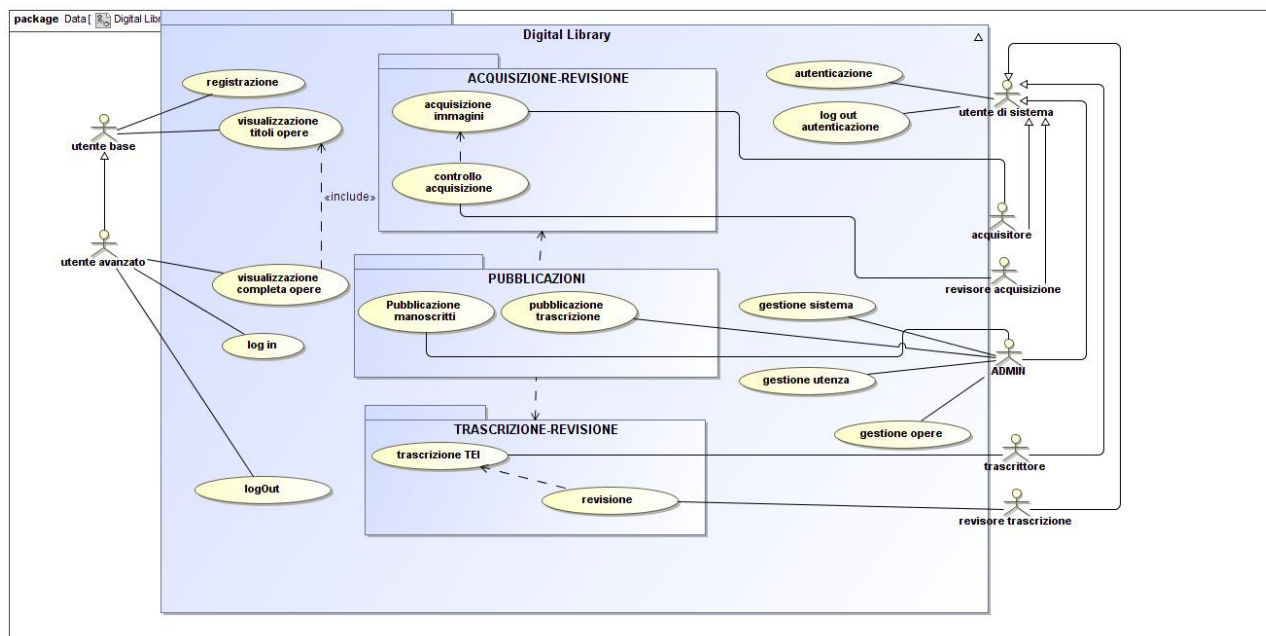 package Data [ Digital Libr
Digital Library
registrazione
visualizzazione
titoli opere
utente base
«include»
utente avanzato
visualizzazione
completa opere
log in
logOut
ACQUISIZIONE-REVISIONE
acquisizione
immagini
controllo
acquisizione
PUBBLICAZIONI
Pubblicazione
manoscritti
pubblicazione
trascrizione
TRASCRIZIONE-REVISIONE
trascrizione TEI
revisione
autenticazione
log out
autenticazione
utente di sistema
acquisitore
revisore acquisizione
gestione sistema
ADMIN
gestione utenza
gestione opere
trascrittore
revisore trascrizione